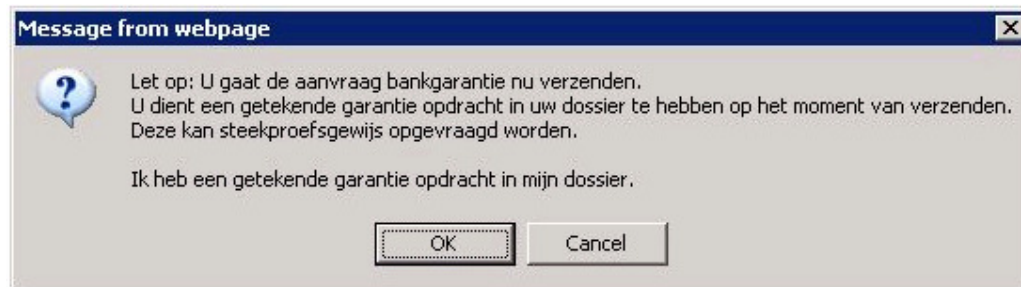 Message from webpage
Let op: U gaat de aanvraag bankgarantie nu verzenden.
U dient een getekende garantie opdracht in uw dossier te hebben op het moment van verzenden.
Deze kan steekproefsgewijs opgevraagd worden.
Ik heb een getekende garantie opdracht in mijn dossier.
OK
Cancel